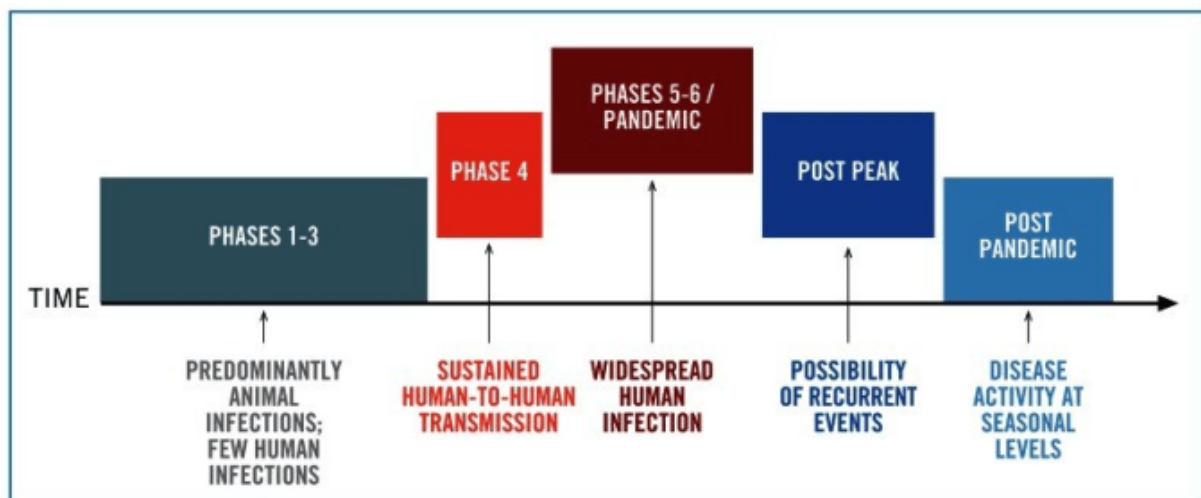 PHASES 5-6 /
PANDEMIC
PHASE 4
POST PEAK
PHASES 1-3
POST
PANDEMIC
TIME
PREDOMINANTLY
ANIMAL
INFECTIONS;
FEW HUMAN
INFECTIONS
SUSTAINED
HUMAN-TO-HUMAN
TRANSMISSION
WIDESPREAD
HUMAN
INFECTION
POSSIBILITY
OF RECURRENT
EVENTS
DISEASE
ACTIVITY AT
SEASONAL
LEVELS